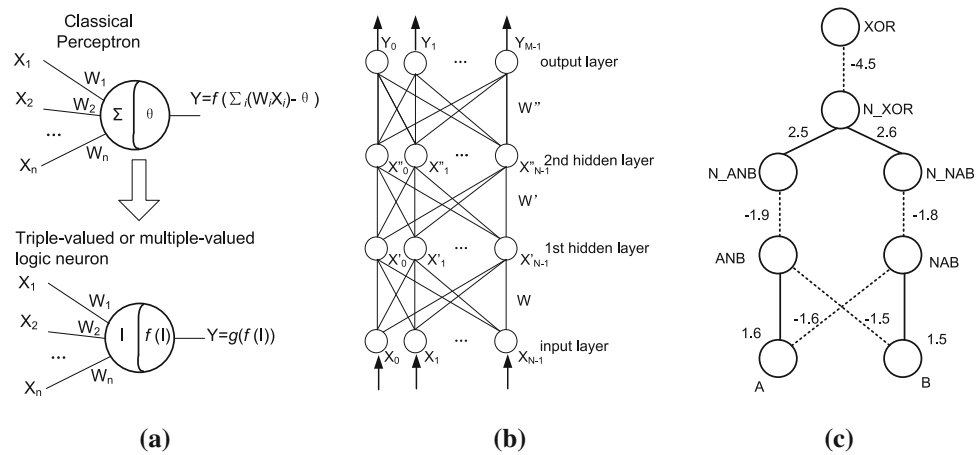 Classical
Perceptron
X1
W1
X2
W2
...
Xn
Wn
Σ
θ
Y=f ( Σi(WiXi)- θ )
Triple-valued or multiple-valued
logic neuron
X1
W1
X2
W2
...
Xn
Wn
I
f (I)
Y=g(f (I))
(a)
Y0
Y1
...
YM-1
output layer
W''
X''0
X''1
...
X''N-1
2nd hidden layer
W'
X'0
X'1
...
X'N-1
1st hidden layer
W
X0
X1
...
XN-1
input layer
(b)
XOR
-4.5
N_XOR
2.5
2.6
N_ANB
N_NAB
-1.9
-1.8
ANB
NAB
1.6
-1.6
-1.5
1.5
A
B
(c)